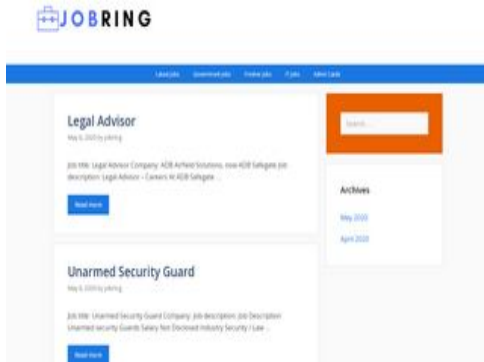 JOBRING
Latest Jobs Government Jobs Fresher Jobs IT Jobs Admit Cards
Legal Advisor
May 6, 2020 by jobring
Job title: Legal Advisor Company: ADB Airfield Solutions, now ADB Safegate Job
description: Legal Advisor – Careers At ADB Safegate ...
Read more
Search ...
Archives
May 2020
April 2020
Unarmed Security Guard
May 6, 2020 by jobring
Job title: Unarmed Security Guard Company: Job description: Job Description
Unarmed security Guards Salary Not Disclosed Industry Security / Law ...
Read more